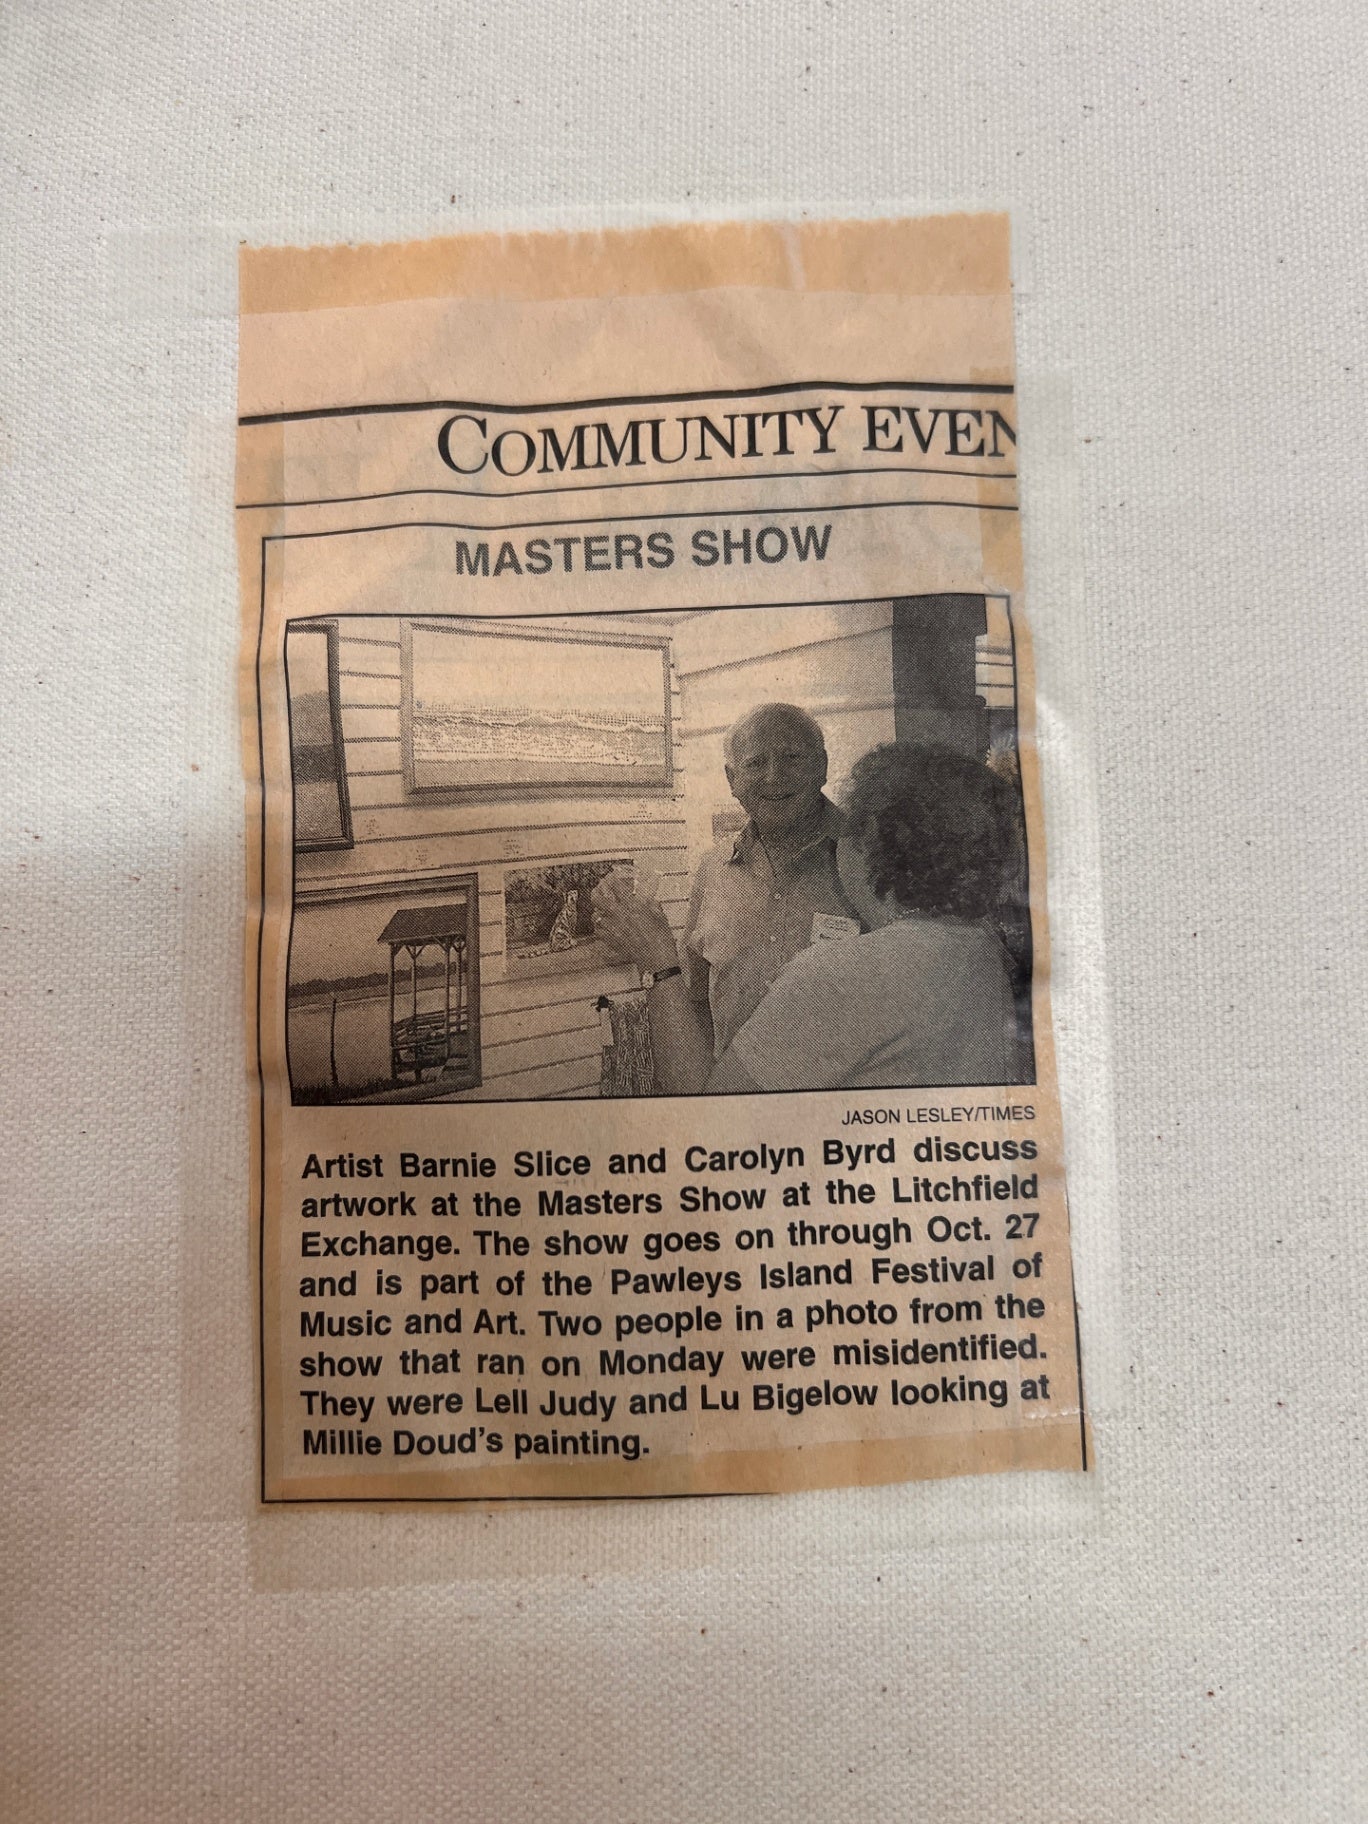 COMMUNITY EVEN
MASTERS SHOW
JASON LESLEY/TIMES
Artist Barnie Slice and Carolyn Byrd discuss
artwork at the Masters Show at the Litchfield
Exchange. The show goes on through Oct. 27
and is part of the Pawleys Island Festival of
Music and Art. Two people in a photo from the
show that ran on Monday were misidentified.
They were Lell Judy and Lu Bigelow looking at
Millie Doud's painting.